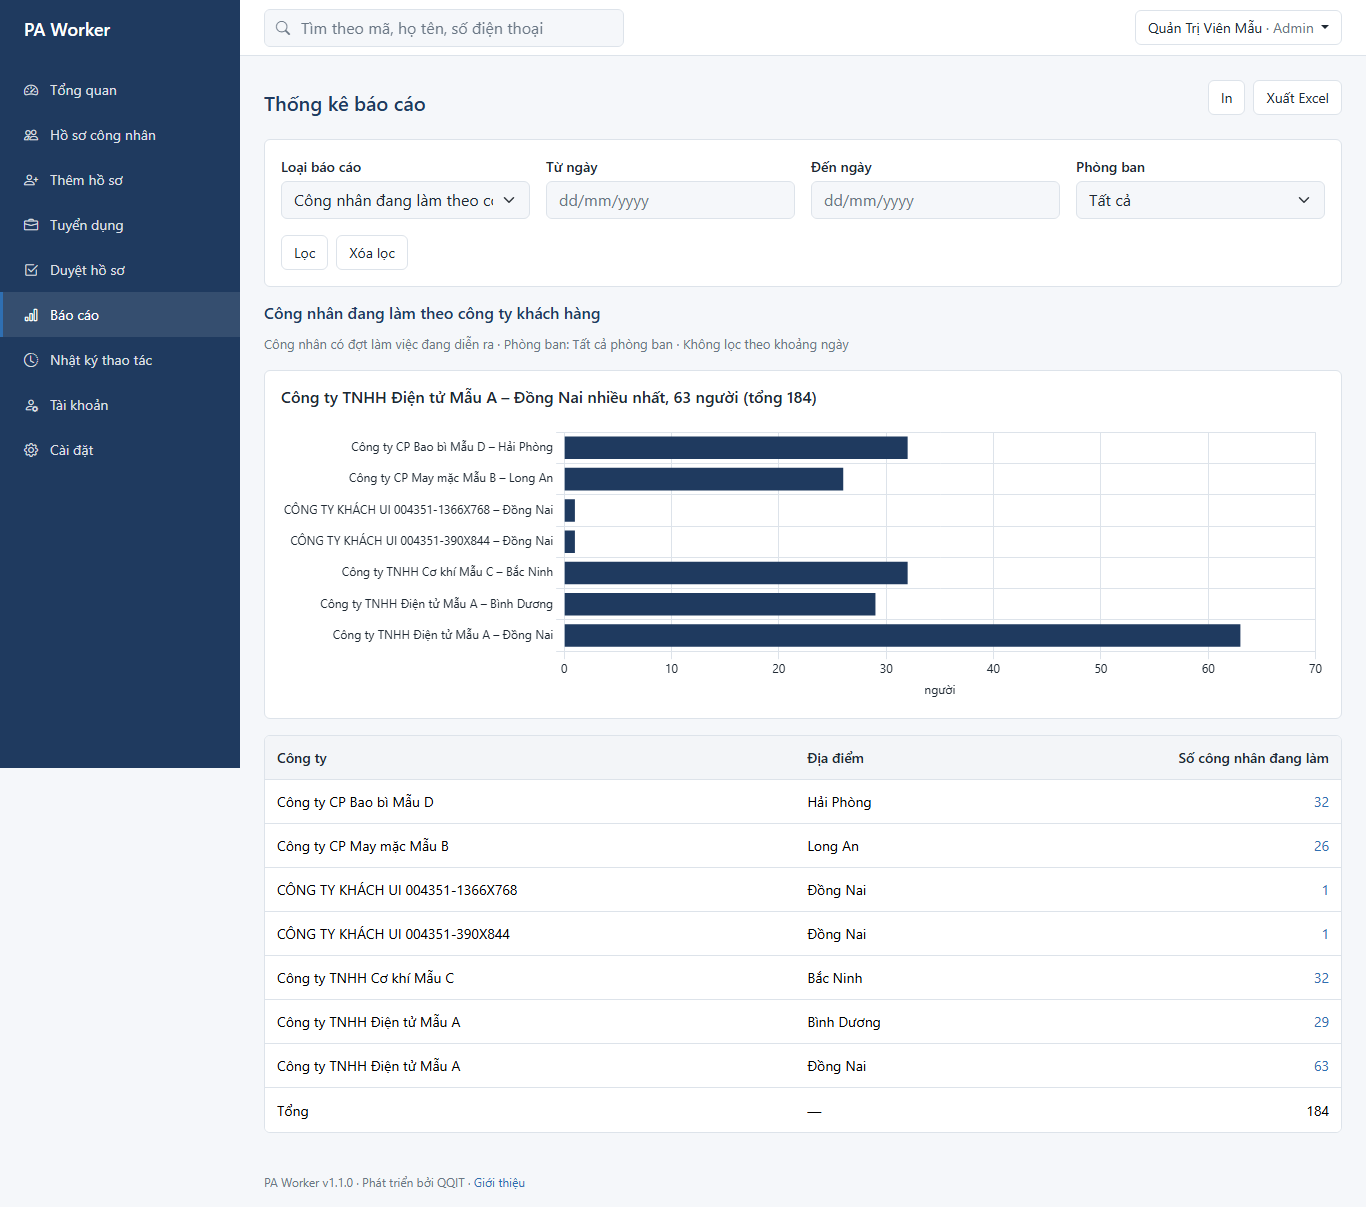 PA Worker
Tìm theo mã, họ tên, số điện thoại
Quản Trị Viên Mẫu · Admin
Tổng quan
Hồ sơ công nhân
Thêm hồ sơ
Tuyển dụng
Duyệt hồ sơ
Báo cáo
Nhật ký thao tác
Tài khoản
Cài đặt
Thống kê báo cáo
In
Xuất Excel
Loại báo cáo
Từ ngày
Đến ngày
Phòng ban
Công nhân đang làm theo cô
dd/mm/yyyy
dd/mm/yyyy
Tất cả
Lọc
Xóa lọc
Công nhân đang làm theo công ty khách hàng
Công nhân có đợt làm việc đang diễn ra · Phòng ban: Tất cả phòng ban · Không lọc theo khoảng ngày
Công ty TNHH Điện tử Mẫu A – Đồng Nai nhiều nhất, 63 người (tổng 184)
Công ty CP Bao bì Mẫu D – Hải Phòng
Công ty CP May mặc Mẫu B – Long An
CÔNG TY KHÁCH UI 004351-1366X768 – Đồng Nai
CÔNG TY KHÁCH UI 004351-390X844 – Đồng Nai
Công ty TNHH Cơ khí Mẫu C – Bắc Ninh
Công ty TNHH Điện tử Mẫu A – Bình Dương
Công ty TNHH Điện tử Mẫu A – Đồng Nai
0 10 20 30 40 50 60 70
người
Công ty Địa điểm Số công nhân đang làm
Công ty CP Bao bì Mẫu D Hải Phòng 32
Công ty CP May mặc Mẫu B Long An 26
CÔNG TY KHÁCH UI 004351-1366X768 Đồng Nai 1
CÔNG TY KHÁCH UI 004351-390X844 Đồng Nai 1
Công ty TNHH Cơ khí Mẫu C Bắc Ninh 32
Công ty TNHH Điện tử Mẫu A Bình Dương 29
Công ty TNHH Điện tử Mẫu A Đồng Nai 63
Tổng — 184
PA Worker v1.1.0 · Phát triển bởi QQIT · Giới thiệu